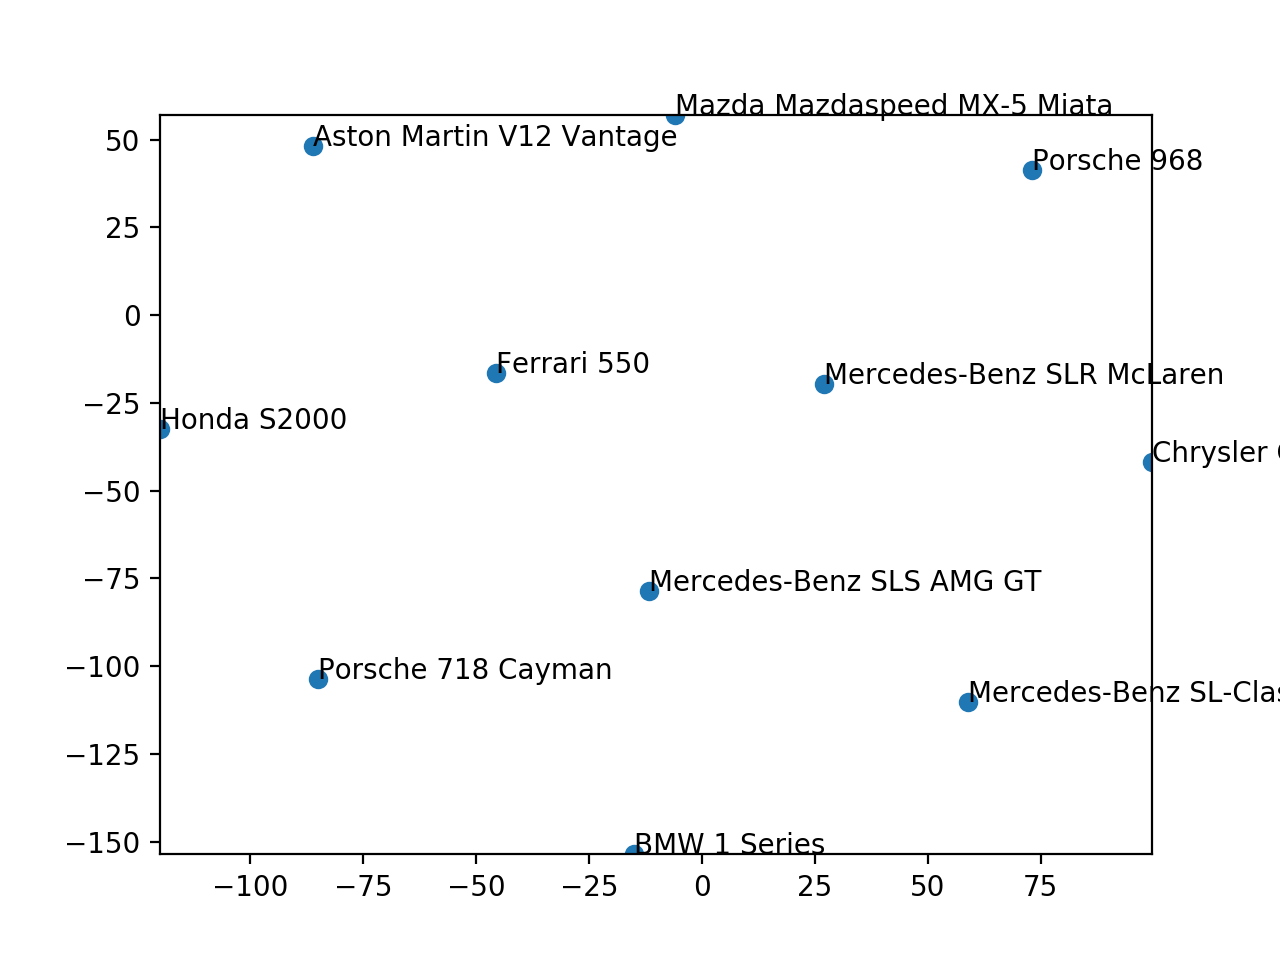 Mazda Mazdaspeed MX-5 Miata
50
Aston Martin V12 Vantage
Porsche 968
25
0
Ferrari 550
Mercedes-Benz SLR McLaren
−25
Honda S2000
Chrysler
−50
−75
Mercedes-Benz SLS AMG GT
−100
Porsche 718 Cayman
Mercedes-Benz
−125
−150
BMW 1 Series
−100 −75 −50 −25 0 25 50 75